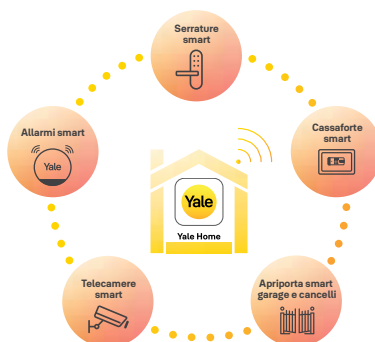 Serrature
smart
Allarmi smart
Yale
Cassaforte
smart
Yale
Yale Home
Telecamere
smart
Apriporta smart
garage e cancelli